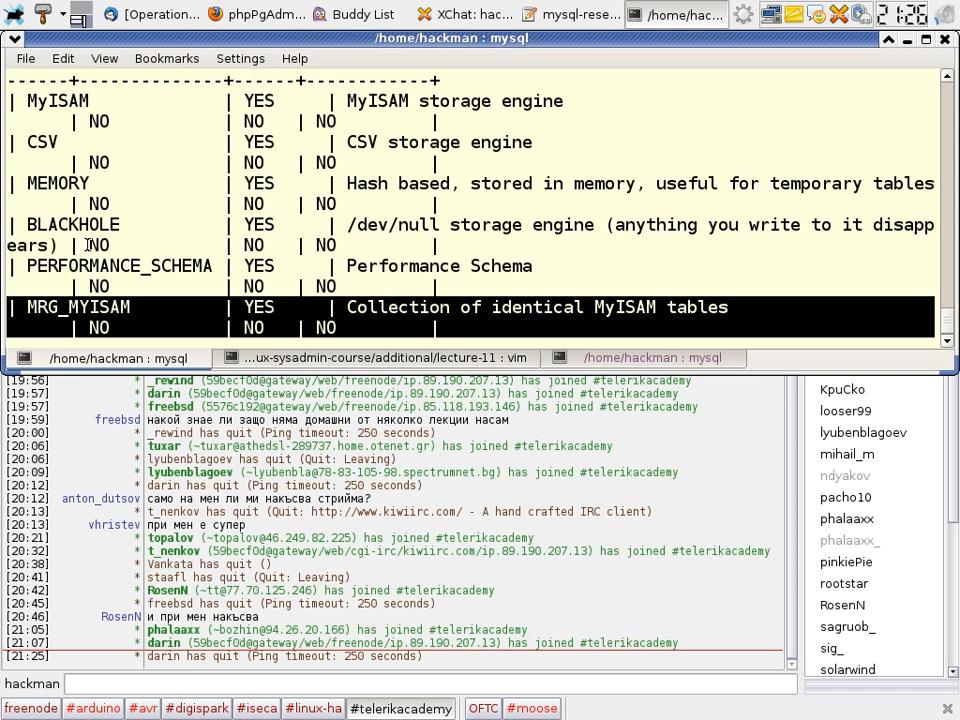 [Operation...
phpPgAdm...
Buddy List
XChat: hac...
mysql-rese...
/home/hac...
21:26
/home/hackman : mysql
File Edit View Bookmarks Settings Help
------+--------------+------+------------+
| MyISAM | YES | MyISAM storage engine
| NO | NO | NO |
| CSV | YES | CSV storage engine
| NO | NO | NO |
| MEMORY | YES | Hash based, stored in memory, useful for temporary tables
| NO | NO | NO |
| BLACKHOLE | YES | /dev/null storage engine (anything you write to it disapp
ears) | NO | NO | NO |
| PERFORMANCE_SCHEMA | YES | Performance Schema
| NO | NO | NO |
| MRG_MYISAM | YES | Collection of identical MyISAM tables
| NO | NO | NO |
/home/hackman : mysql
...ux-sysadmin-course/additional/lecture-11 : vim
/home/hackman : mysql
[19:56] * _rewind (59becf0d@gateway/web/freenode/ip.89.190.207.13) has joined #telerikacademy
[19:57] * darin (59becf0d@gateway/web/freenode/ip.89.190.207.13) has joined #telerikacademy
[19:57] * freebsd (5576c192@gateway/web/freenode/ip.85.118.193.146) has joined #telerikacademy
[19:59] freebsd някой знае ли защо няма домашни от няколко лекции насам
[20:00] * _rewind has quit (Ping timeout: 250 seconds)
[20:06] * tuxar (~tuxar@athedsl-289737.home.otenet.gr) has joined #telerikacademy
[20:06] * lyubenblagoev has quit (Quit: Leaving)
[20:09] * lyubenblagoev (~lyubenbla@78-83-105-98.spectrumnet.bg) has joined #telerikacademy
[20:12] * darin has quit (Ping timeout: 250 seconds)
[20:12] anton_dutsov само на мен ли ми накъсва стрийма?
[20:13] * t_nenkov has quit (Quit: http://www.kiwiirc.com/ - A hand crafted IRC client)
[20:13] vhristev при мен е супер
[20:21] * topalov (~topalov@46.249.82.225) has joined #telerikacademy
[20:32] * t_nenkov (59becf0d@gateway/web/cgi-irc/kiwiirc.com/ip.89.190.207.13) has joined #telerikacademy
[20:38] * Vankata has quit ()
[20:41] * staafl has quit (Quit: Leaving)
[20:42] * RosenN (~tt@77.70.125.246) has joined #telerikacademy
[20:45] * freebsd has quit (Ping timeout: 250 seconds)
[20:46] RosenN и при мен накъсва
[21:05] * phalaaxx (~bozhin@94.26.20.166) has joined #telerikacademy
[21:07] * darin (59becf0d@gateway/web/freenode/ip.89.190.207.13) has joined #telerikacademy
[21:25] * darin has quit (Ping timeout: 250 seconds)
KpuCko
looser99
lyubenblagoev
mihail_m
ndyakov
pacho10
phalaaxx
phalaaxx_
pinkiePie
rootstar
RosenN
sagruob_
sig_
solarwind
hackman
freenode #arduino #avr #digispark #iseca #linux-ha #telerikacademy OFTC #moose